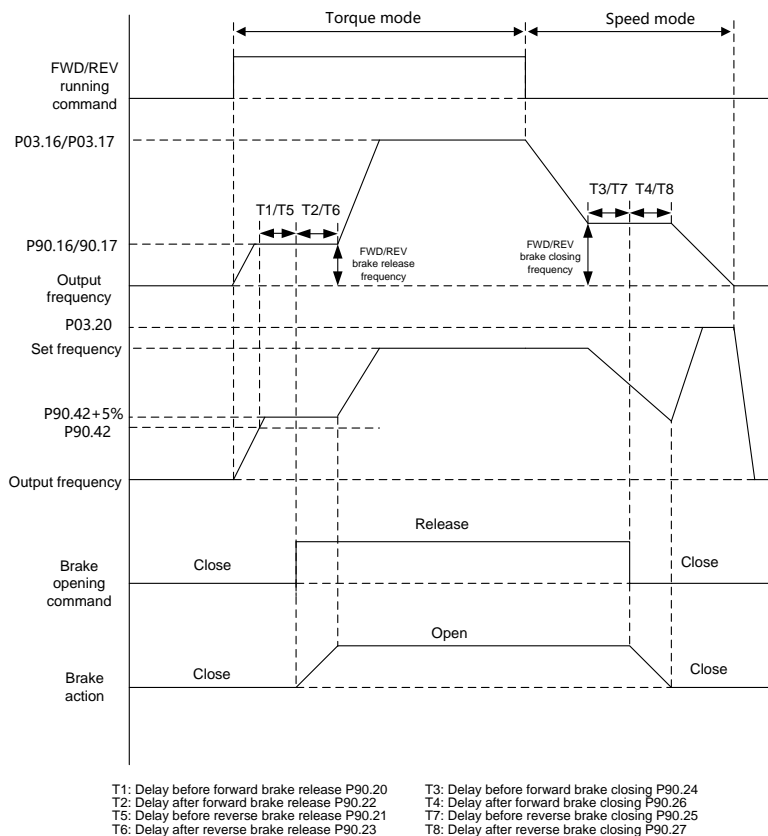 Torque mode
Speed mode
FWD/REV
running
command
P03.16/P03.17
T1/T5
T2/T6
T3/T7
T4/T8
P90.16/90.17
FWD/REV
brake release
frequency
FWD/REV
brake closing
frequency
Output
frequency
P03.20
Set frequency
P90.42+5%
P90.42
Output frequency
Release
Brake
opening
command
Close
Close
Open
Brake
action
Close
Close
T1: Delay before forward brake release P90.20
T2: Delay after forward brake release P90.22
T5: Delay before reverse brake release P90.21
T6: Delay after reverse brake release P90.23
T3: Delay before forward brake closing P90.24
T4: Delay after forward brake closing P90.26
T7: Delay before reverse brake closing P90.25
T8: Delay after reverse brake closing P90.27